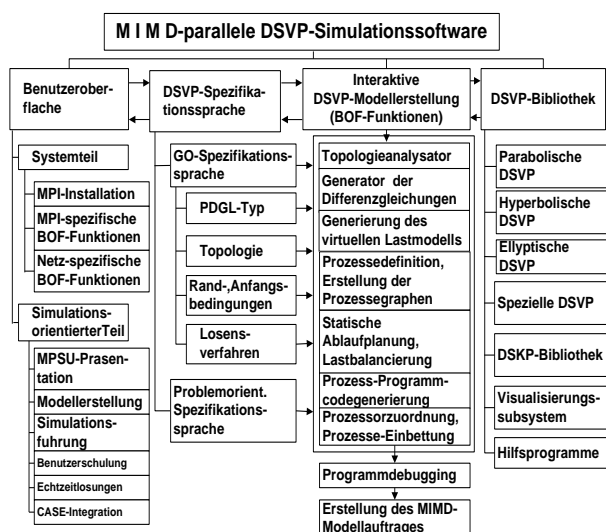 M I M D-parallele DSVP-Simulationssoftware
Benutzerober-
flache
DSVP-Spezifika-
tionssprache
Interaktive
DSVP-Modellerstellung
(BOF-Funktionen)
DSVP-Bibliothek
Systemteil
MPI-Installation
MPI-spezifische
BOF-Funktionen
Netz-spezifische
BOF-Funktionen
Simulations-
orientierterTeil
MPSU-Prasen-
tation
Modellerstellung
Simulations-
fuhrung
Benutzerschulung
Echtzeitlosungen
CASE-Integration
GO-Spezifikations-
sprache
PDGL-Typ
Topologie
Rand-,Anfangs-
bedingungen
Losens-
verfahren
Problemorient.
Spezifikations-
sprache
Topologieanalysator
Generator der
Differenzgleichungen
Generierung des
virtuellen Lastmodells
Prozessedefinition,
Erstellung der
Prozessegraphen
Statische
Ablaufplanung,
Lastbalancierung
Prozess-Programm-
codegenerierung
Prozessorzuordnung,
Prozesse-Einbettung
Programmdebugging
Erstellung des MIMD-
Modellauftrages
Parabolische
DSVP
Hyperbolische
DSVP
Ellyptische
DSVP
Spezielle DSVP
DSKP-Bibliothek
Visualisierungs-
subsystem
Hilfsprogramme